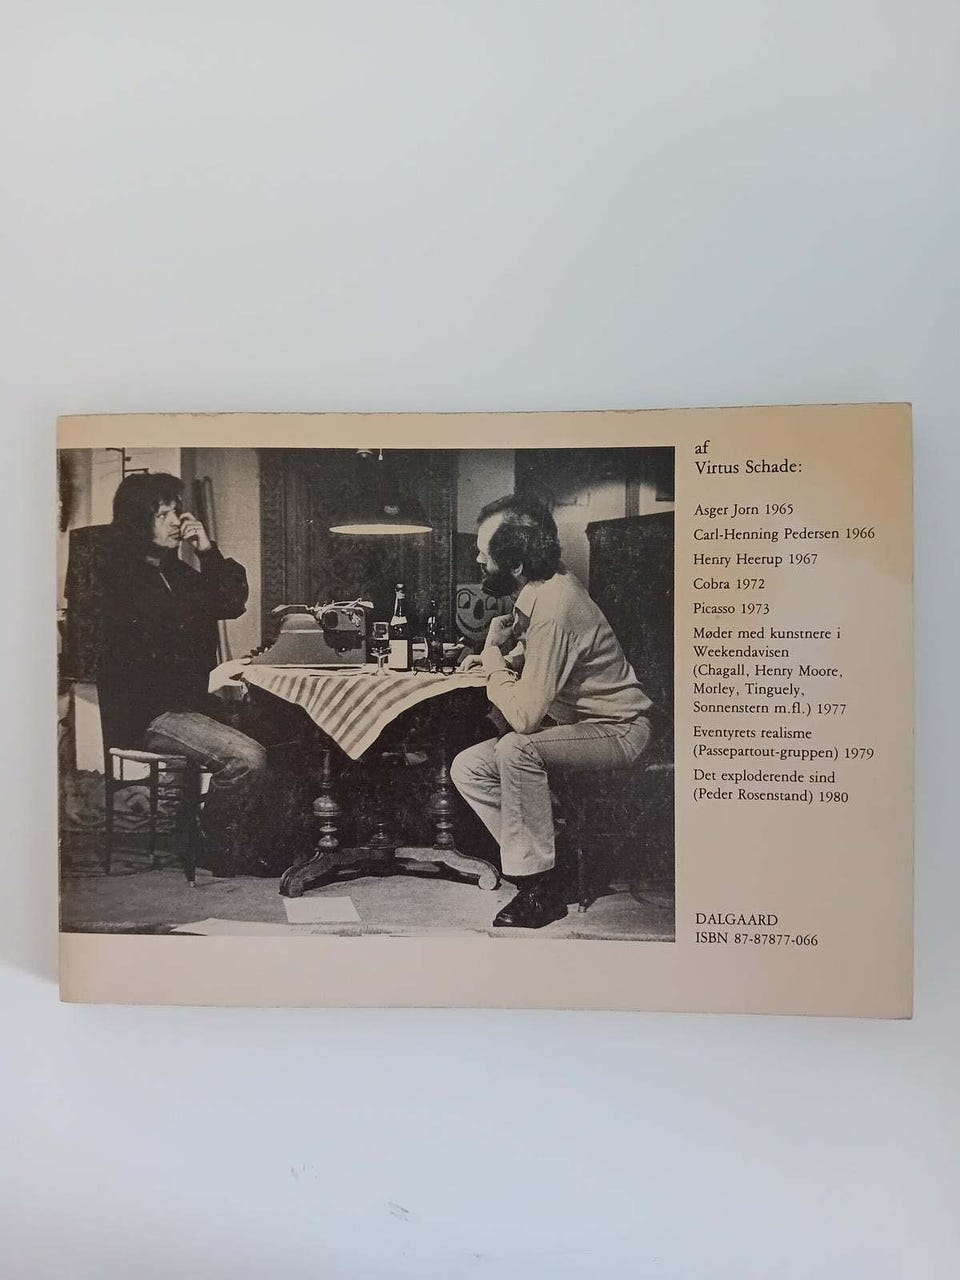 af
Virtus Schade:
Asger Jorn 1965
Carl-Henning Pedersen 1966
Henry Heerup 1967
Cobra 1972
Picasso 1973
Møder med kunstnere i
Weekendavisen
(Chagall, Henry Moore,
Morley, Tinguely,
Sonnenstern m.fl.) 1977
Eventyrets realisme
(Passepartout-gruppen) 1979
Det exploderende sind
(Peder Rosenstand) 1980
DALGAARD
ISBN 87-87877-066